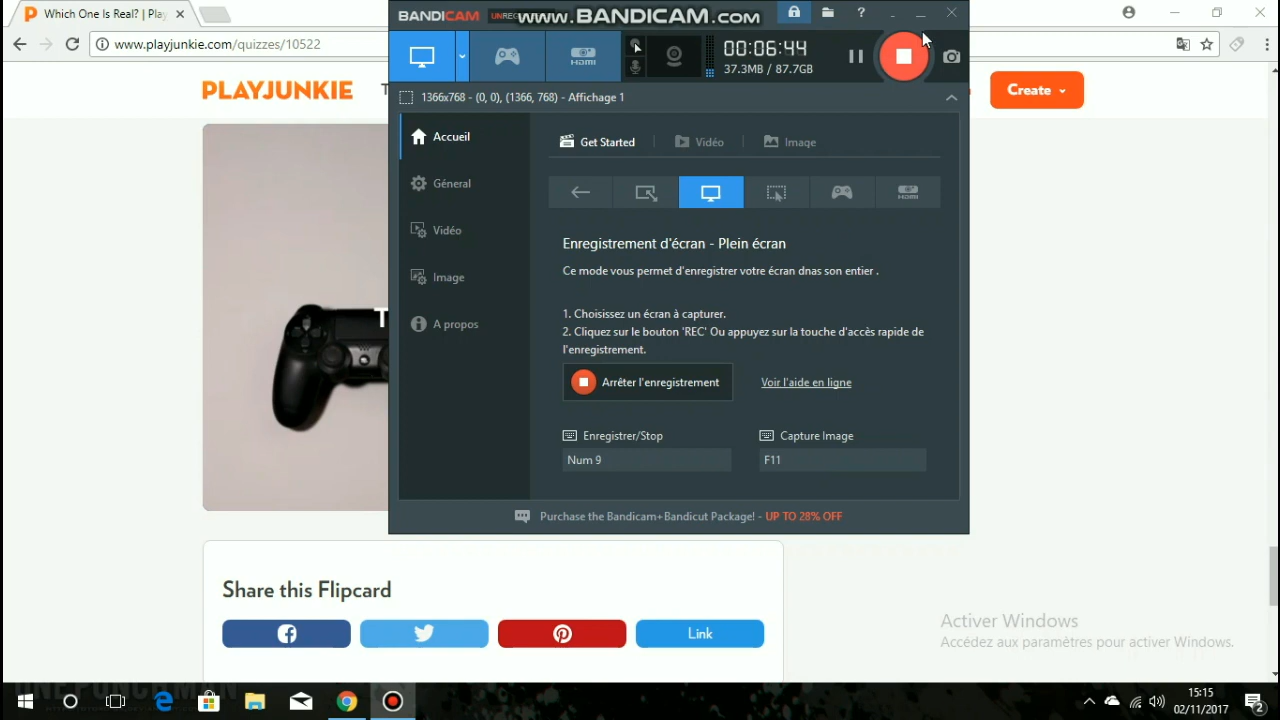 Which One Is Real? | Play
www.playjunkie.com/quizzes/10522
PLAYJUNKIE
T
Create
T
BANDICAM
www.BANDICAM.com
00:06:44
37.3MB / 87.7GB
HDMI
1366x768 - (0, 0), (1366, 768) - Affichage 1
Accueil
Géneral
Vidéo
Image
A propos
Get Started
Vidéo
Image
HDMI
Enregistrement d'écran - Plein écran
Ce mode vous permet d'enregistrer votre écran dnas son entier .
1. Choisissez un écran à capturer.
2. Cliquez sur le bouton 'REC' Ou appuyez sur la touche d'accès rapide de
l'enregistrement.
Arrêter l'enregistrement
Voir l'aide en ligne
Enregistrer/Stop
Capture Image
Num 9
F11
Purchase the Bandicam+Bandicut Package! - UP TO 28% OFF
Share this Flipcard
Link
Activer Windows
Accédez aux paramètres pour activer Windows.
15:15
02/11/2017
2